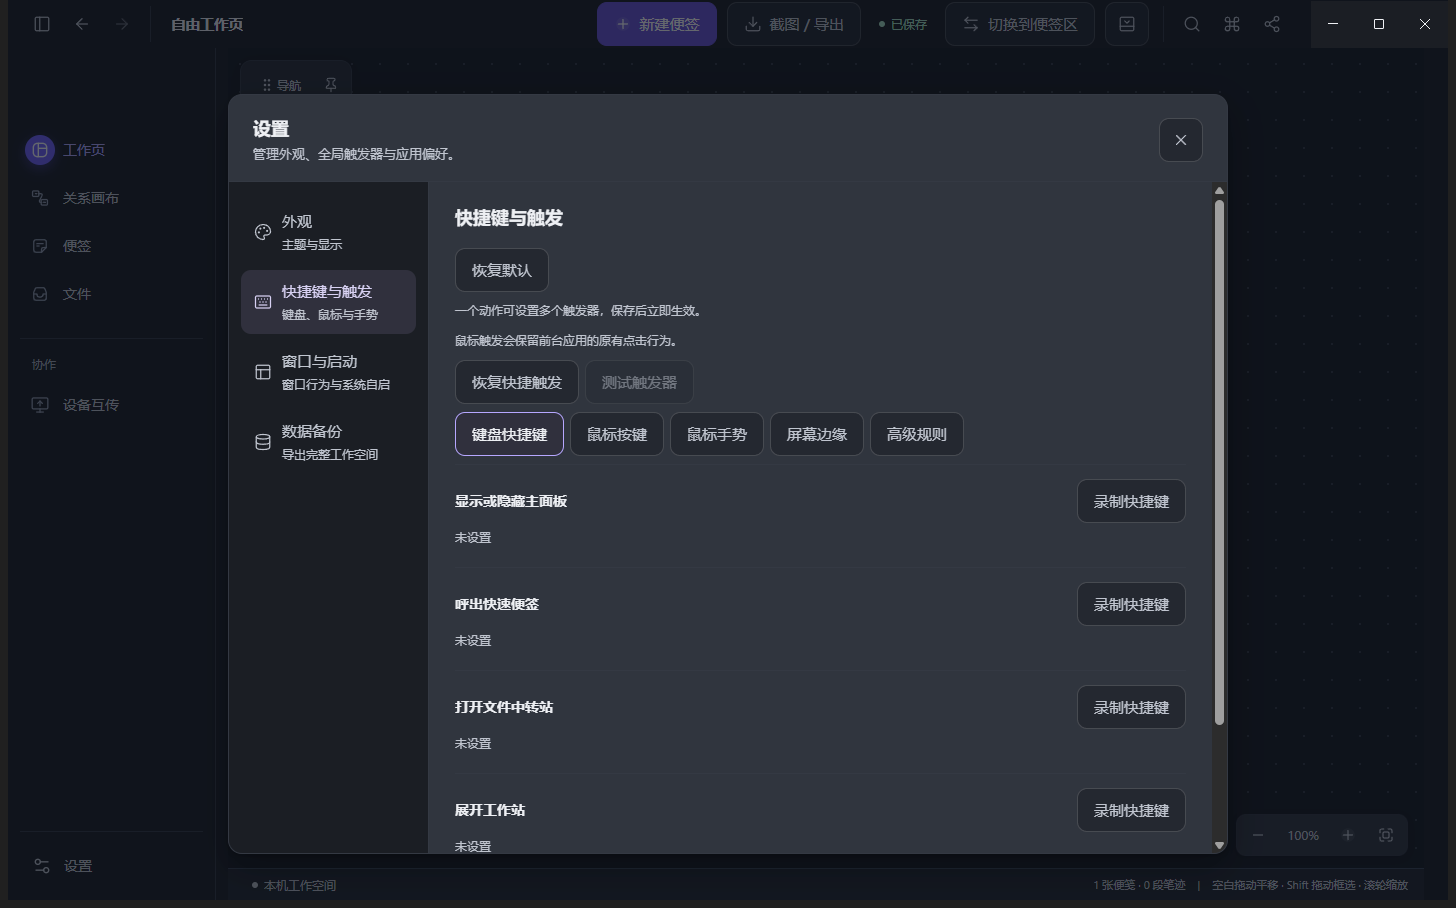 自由工作页
新建便签
截图 / 导出
已保存
切换到便签区
导航
工作页
关系画布
便签
文件
协作
设备互传
设置
设置
管理外观、全局触发器与应用偏好。
外观
主题与显示
快捷键与触发
键盘、鼠标与手势
窗口与启动
窗口行为与系统自启
数据备份
导出完整工作空间
快捷键与触发
恢复默认
一个动作可设置多个触发器，保存后立即生效。
鼠标触发会保留前台应用的原有点击行为。
恢复快捷触发
测试触发器
键盘快捷键
鼠标按键
鼠标手势
屏幕边缘
高级规则
显示或隐藏主面板
录制快捷键
未设置
呼出快速便签
录制快捷键
未设置
打开文件中转站
录制快捷键
未设置
展开工作站
录制快捷键
未设置
100%
本机工作空间
1 张便笺 · 0 段笔迹 | 空白拖动平移 · Shift 拖动框选 · 滚轮缩放